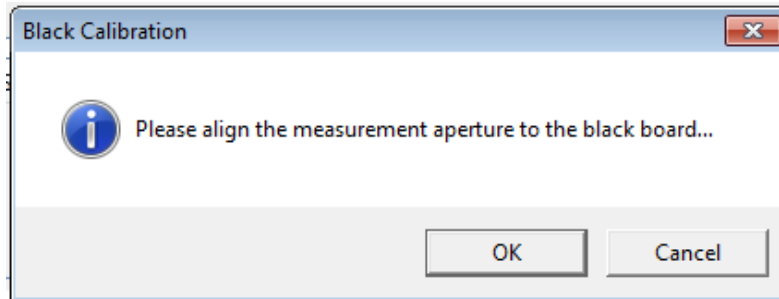 Black Calibration
Please align the measurement aperture to the black board...
OK
Cancel